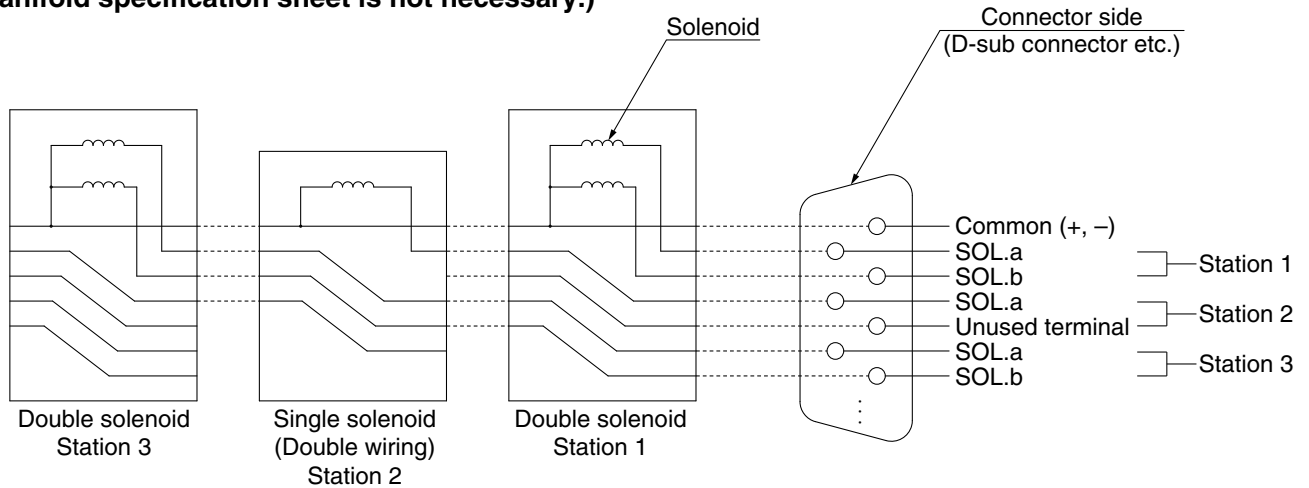 anifold specification sheet is not necessary.)
Solenoid
Connector side
(D-sub connector etc.)
Common (+, –)
SOL.a
SOL.b
Station 1
SOL.a
Unused terminal
Station 2
SOL.a
SOL.b
Station 3
Double solenoid
Station 3
Single solenoid
(Double wiring)
Station 2
Double solenoid
Station 1